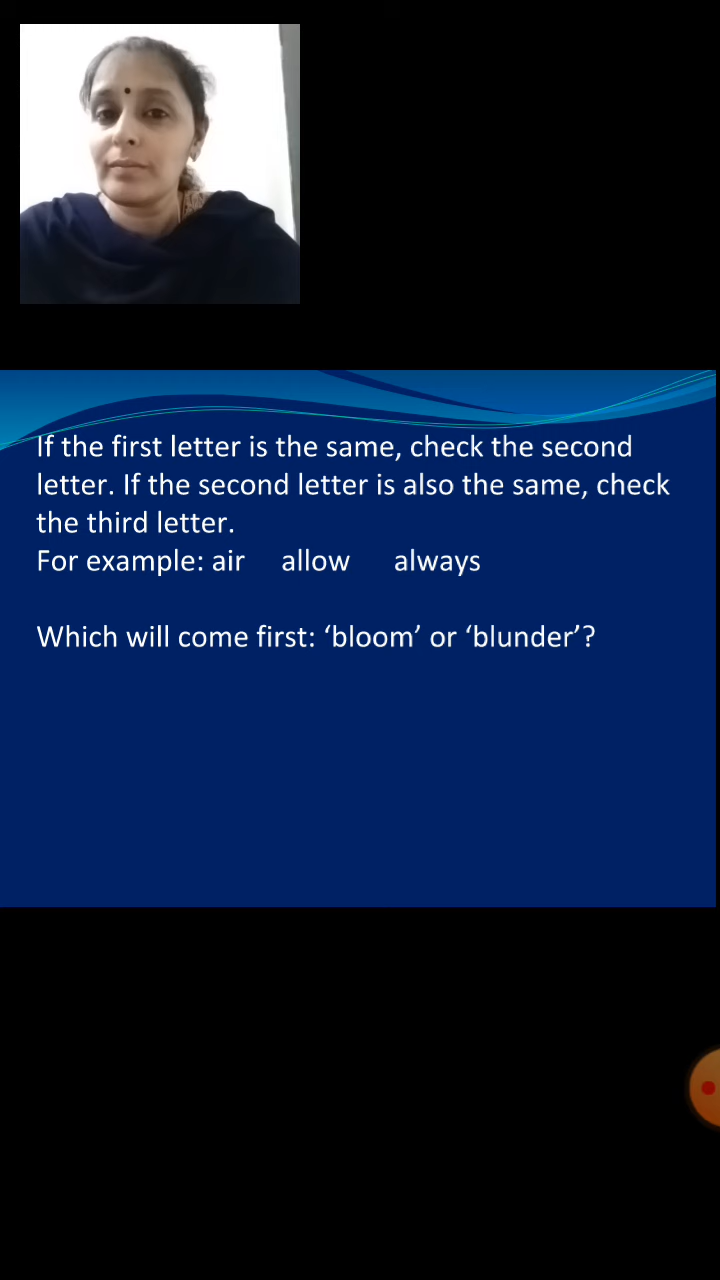 If the first letter is the same, check the second
letter. If the second letter is also the same, check
the third letter.
For example: air allow always
Which will come first: ‘bloom’ or ‘blunder’?